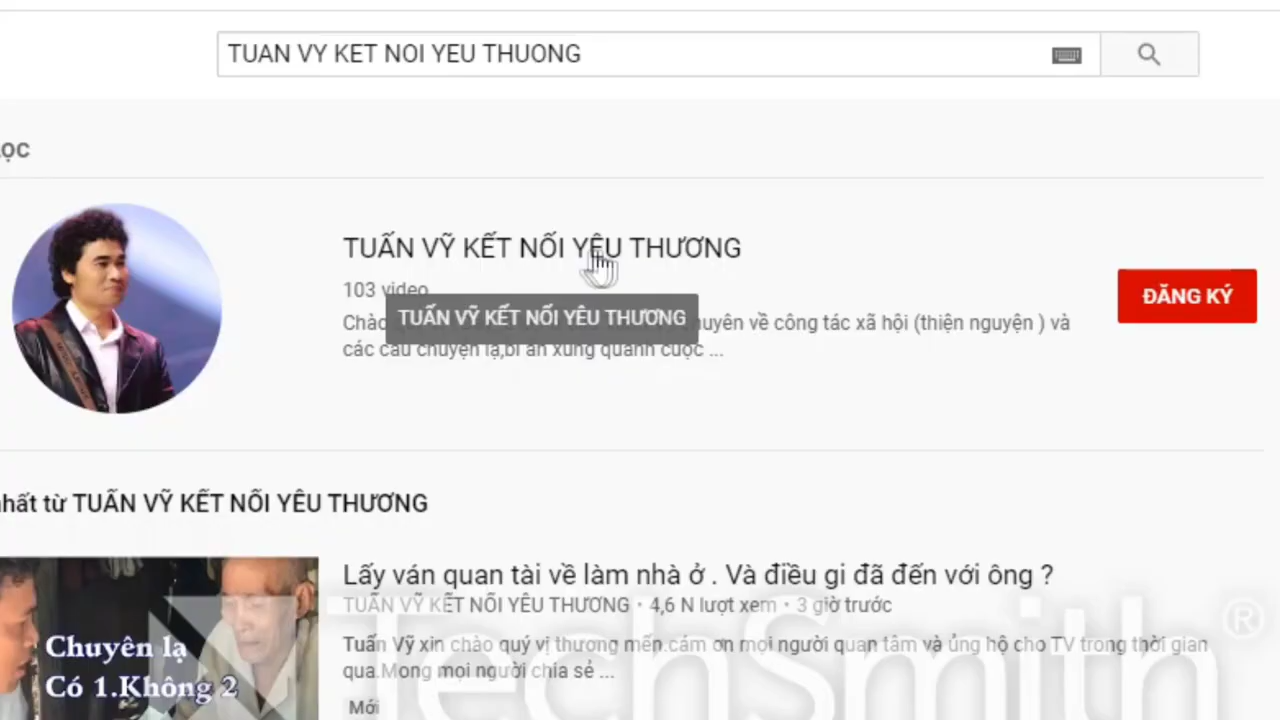 TUAN VY KET NOI YEU THUONG
ọc
TUẤN VỸ KẾT NỐI YÊU THƯƠNG
103 video
ĐĂNG KÝ
TUẤN VỸ KẾT NỐI YÊU THƯƠNG
Chào huyên về công tác xã hội (thiện nguyện ) và
các câu chuyện lạ,bí ẩn xung quanh cuộc ...
nhất từ TUẤN VỸ KẾT NỐI YÊU THƯƠNG
Lấy ván quan tài về làm nhà ở . Và điều gi đã đến với ông ?
TUẤN VỸ KẾT NỐI YÊU THƯƠNG • 4,6 N lượt xem • 3 giờ trước
Tuấn Vỹ xin chào quý vị thương mến.cám ơn mọi người quan tâm và ủng hộ cho TV trong thời gian
qua.Mong mọi người chia sẻ ...
Mới
Chuyện lạ
Có 1.Không 2
TechSmith®